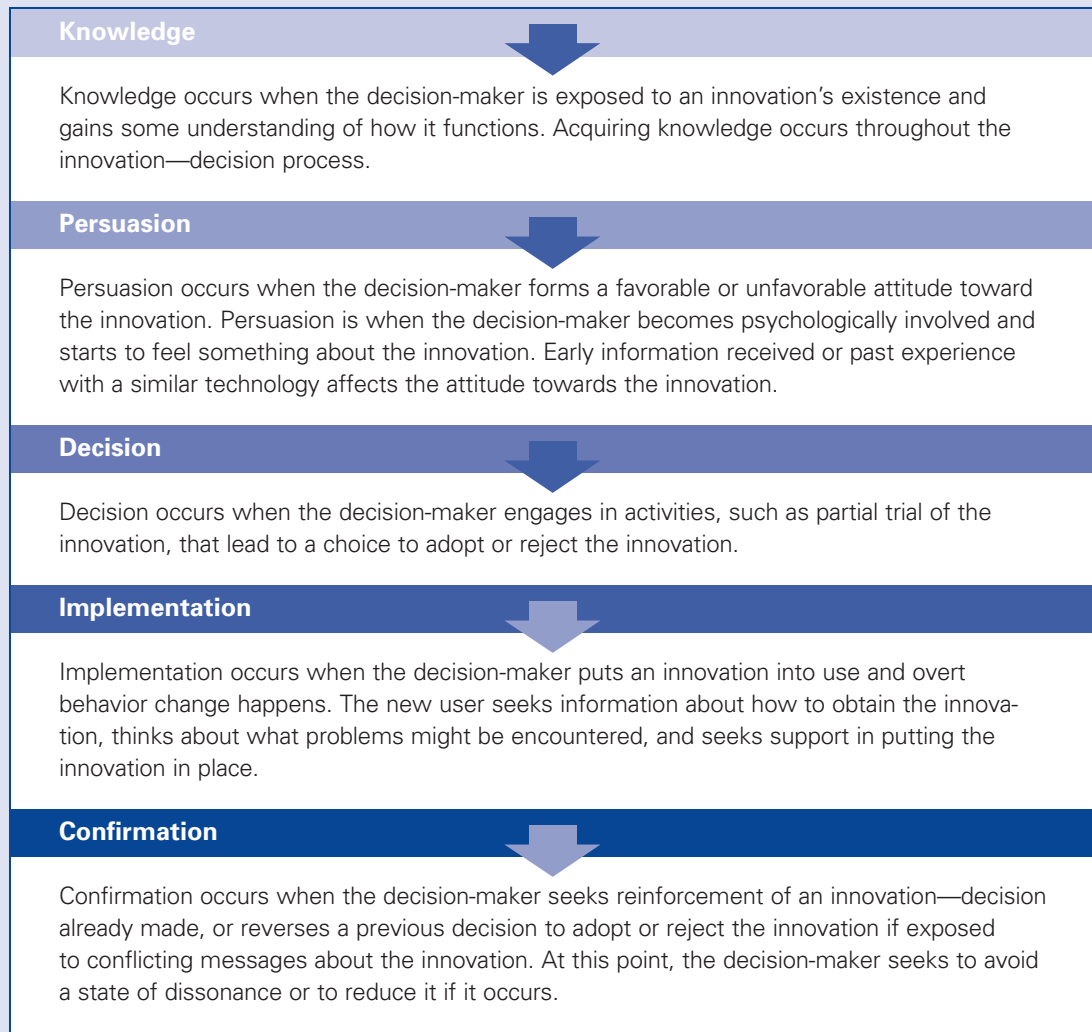 Knowledge
Knowledge occurs when the decision-maker is exposed to an innovation’s existence and
gains some understanding of how it functions. Acquiring knowledge occurs throughout the
innovation—decision process.
Persuasion
Persuasion occurs when the decision-maker forms a favorable or unfavorable attitude toward
the innovation. Persuasion is when the decision-maker becomes psychologically involved and
starts to feel something about the innovation. Early information received or past experience
with a similar technology affects the attitude towards the innovation.
Decision
Decision occurs when the decision-maker engages in activities, such as partial trial of the
innovation, that lead to a choice to adopt or reject the innovation.
Implementation
Implementation occurs when the decision-maker puts an innovation into use and overt
behavior change happens. The new user seeks information about how to obtain the innova-
tion, thinks about what problems might be encountered, and seeks support in putting the
innovation in place.
Confirmation
Confirmation occurs when the decision-maker seeks reinforcement of an innovation—decision
already made, or reverses a previous decision to adopt or reject the innovation if exposed
to conflicting messages about the innovation. At this point, the decision-maker seeks to avoid
a state of dissonance or to reduce it if it occurs.